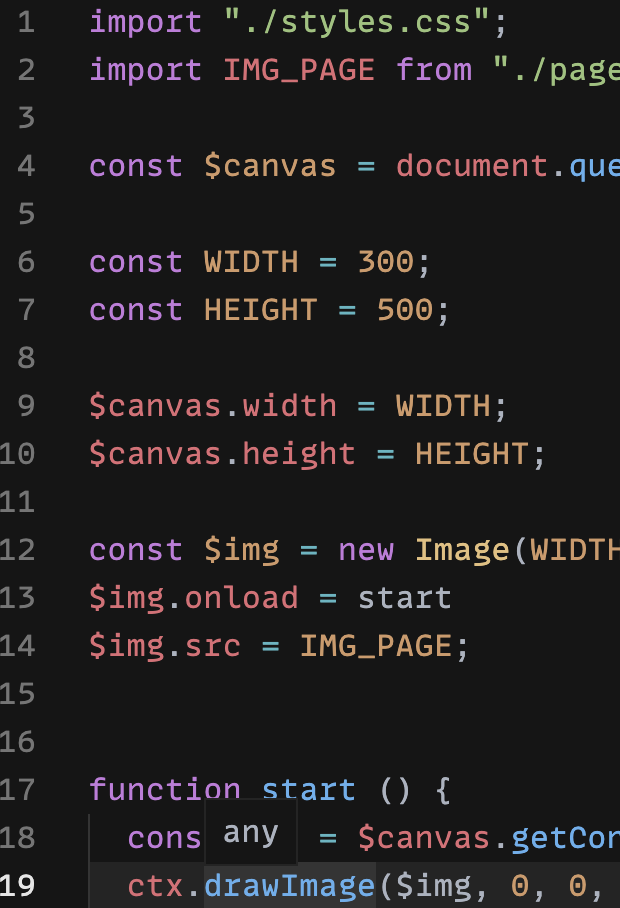 1 import "./styles.css";
2 import IMG_PAGE from "./page
3
4 const $canvas = document.que
5
6 const WIDTH = 300;
7 const HEIGHT = 500;
8
9 $canvas.width = WIDTH;
10 $canvas.height = HEIGHT;
11
12 const $img = new Image(WIDTH
13 $img.onload = start
14 $img.src = IMG_PAGE;
15
16
17 function start () {
18 cons any = $canvas.getCon
19 ctx.drawImage($img, 0, 0,